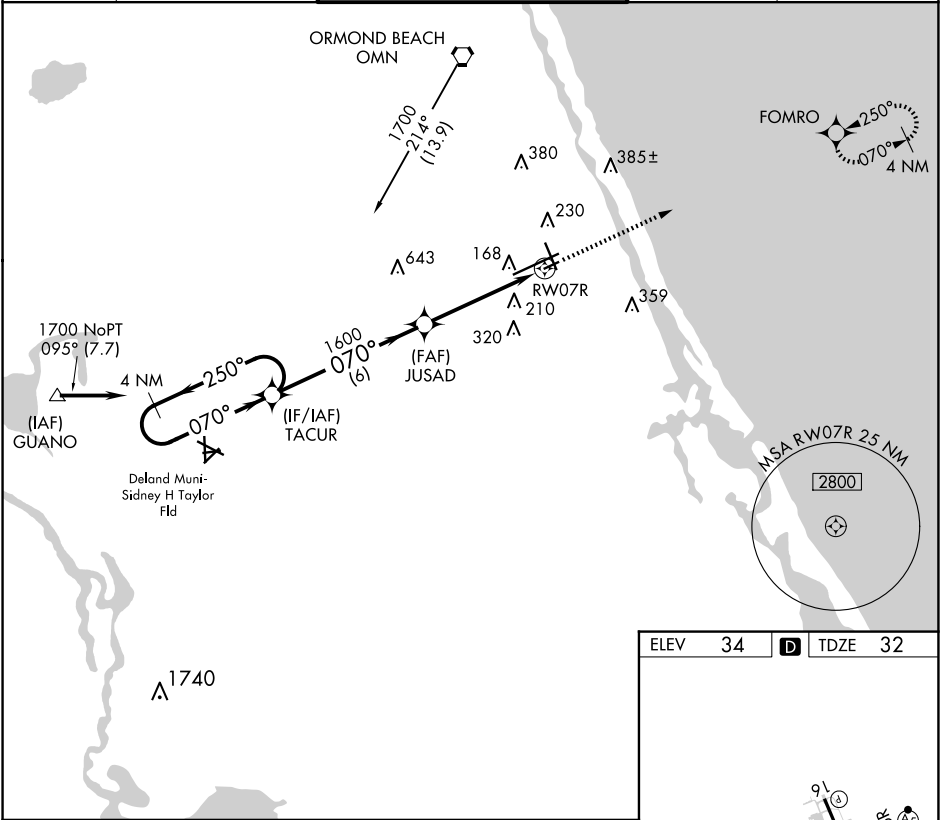 ORMOND BEACH
OMN
1700
214°
(13.9)
FOMRO
250°
070°
4 NM
380
385±
230
643
168
RW07R
210
320
359
1700 NoPT
095° (7.7)
1600
070°
(6)
(FAF)
JUSAD
4 NM
250°
070°
(IF/IAF)
TACUR
(IAF)
GUANO
Deland Muni-
Sidney H Taylor
Fld
MSA RW07R 25 NM
2800
1740
ELEV 34 D TDZE 32
16
P